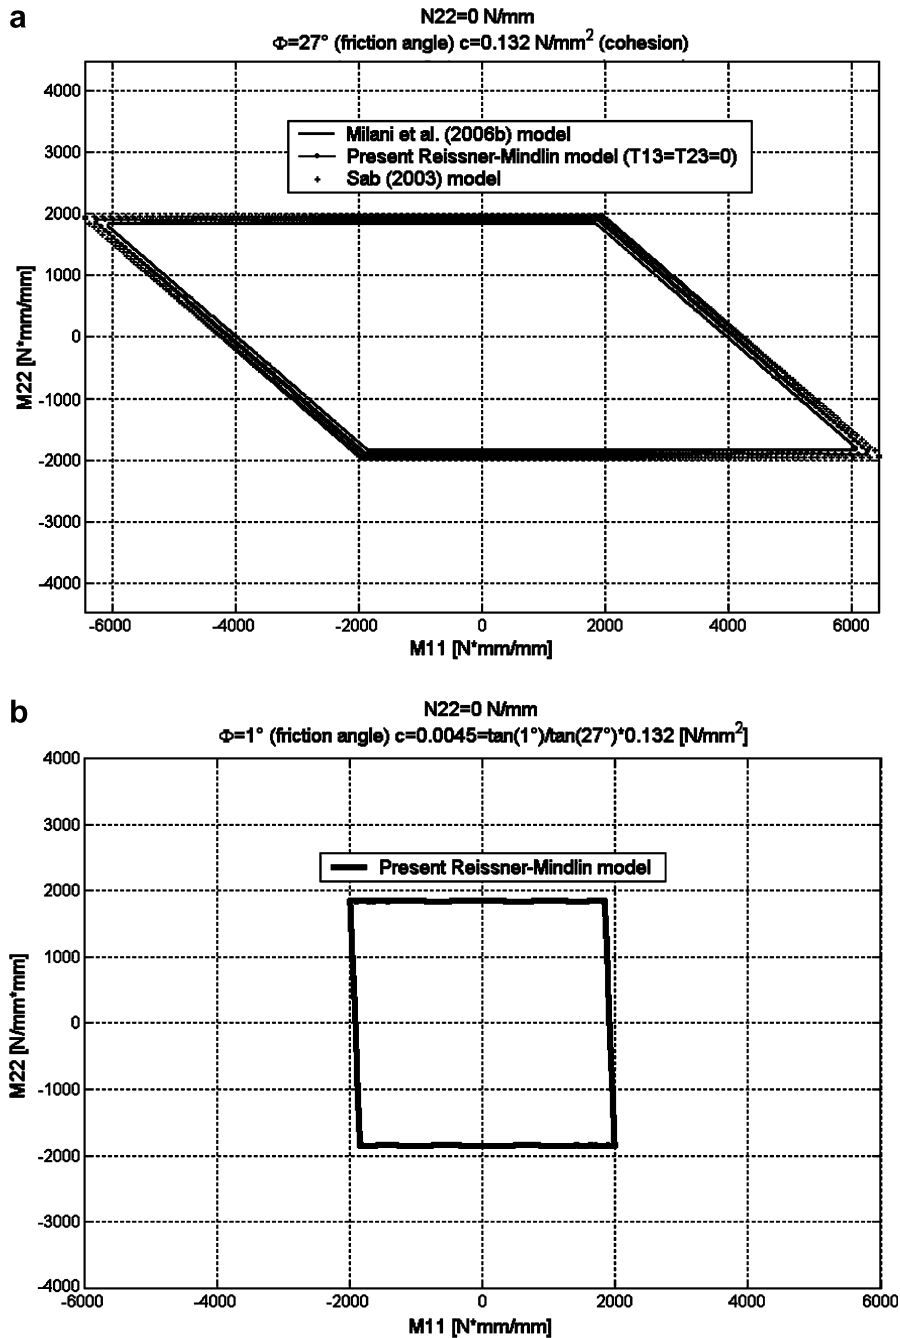 a
N22=0 N/mm
Φ=27° (friction angle) c=0.132 N/mm² (cohesion)
4000
Milani et al. (2006b) model
3000
Present Reissner-Mindlin model (T13=T23=0)
Sab (2003) model
2000
1000
0
-1000
-2000
-3000
-4000
M22 [N*mm/mm]
-6000 -4000 -2000 0 2000 4000 6000
M11 [N*mm/mm]
b
N22=0 N/mm
Φ=1° (friction angle) c=0.0045=tan(1°)/tan(27°)*0.132 [N/mm²]
4000
3000
Present Reissner-Mindlin model
2000
1000
0
-1000
-2000
-3000
-4000
M22 [N/mm*mm]
-6000 -4000 -2000 0 2000 4000 6000
M11 [N*mm/mm]